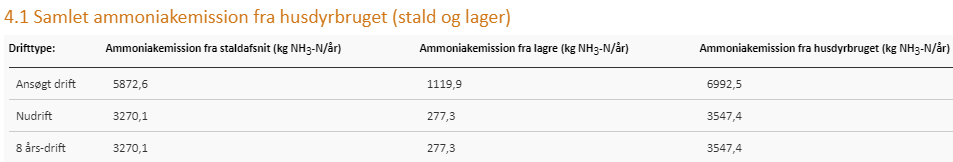 4.1 Samlet ammoniakemission fra husdyrbruget (stald og lager)
Drifttype: Ammoniakemission fra staldafsnit (kg NH3-N/år) Ammoniakemission fra lagre (kg NH3-N/år) Ammoniakemission fra husdyrbruget (kg NH3-N/år)
Ansøgt drift 5872,6 1119,9 6992,5
Nudrift 3270,1 277,3 3547,4
8 års-drift 3270,1 277,3 3547,4